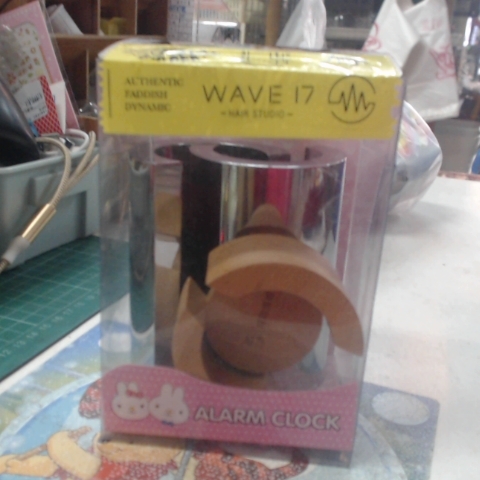 AUTHENTIC
FADDISH
DYNAMIC
WAVE 17
- HAIR STUDIO -
ALARM CLOCK